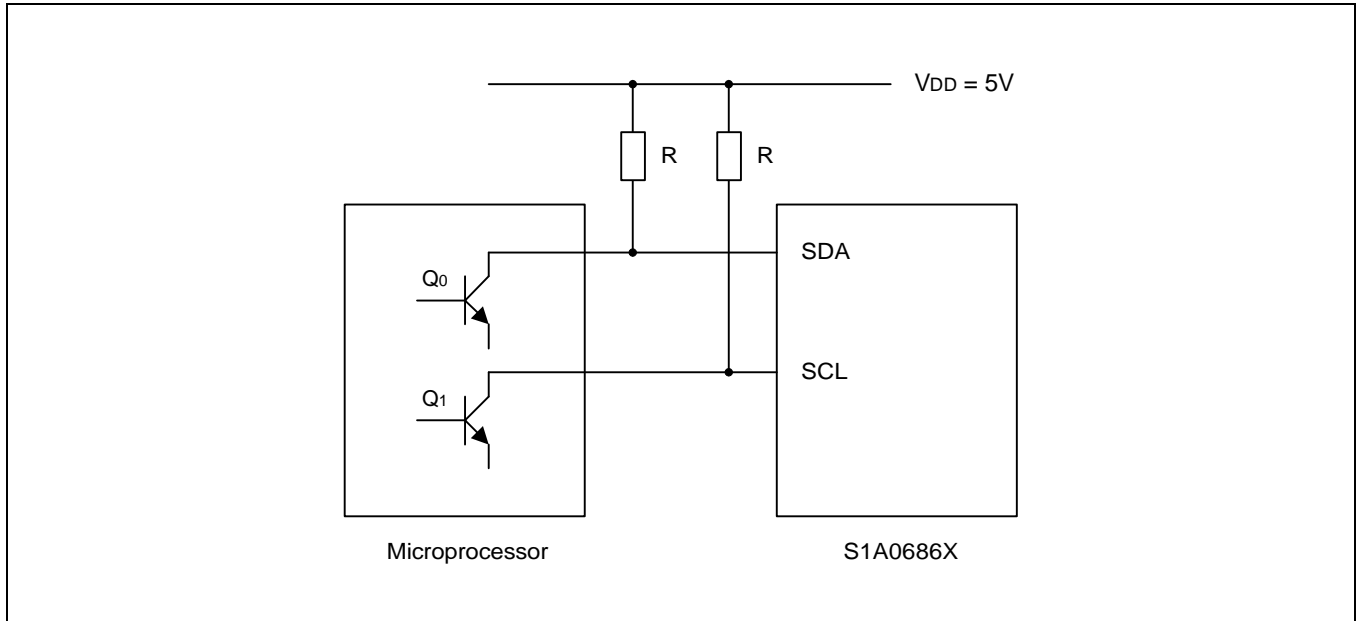 VDD = 5V
R R
SDA
Q0
SCL
Q1
Microprocessor S1A0686X